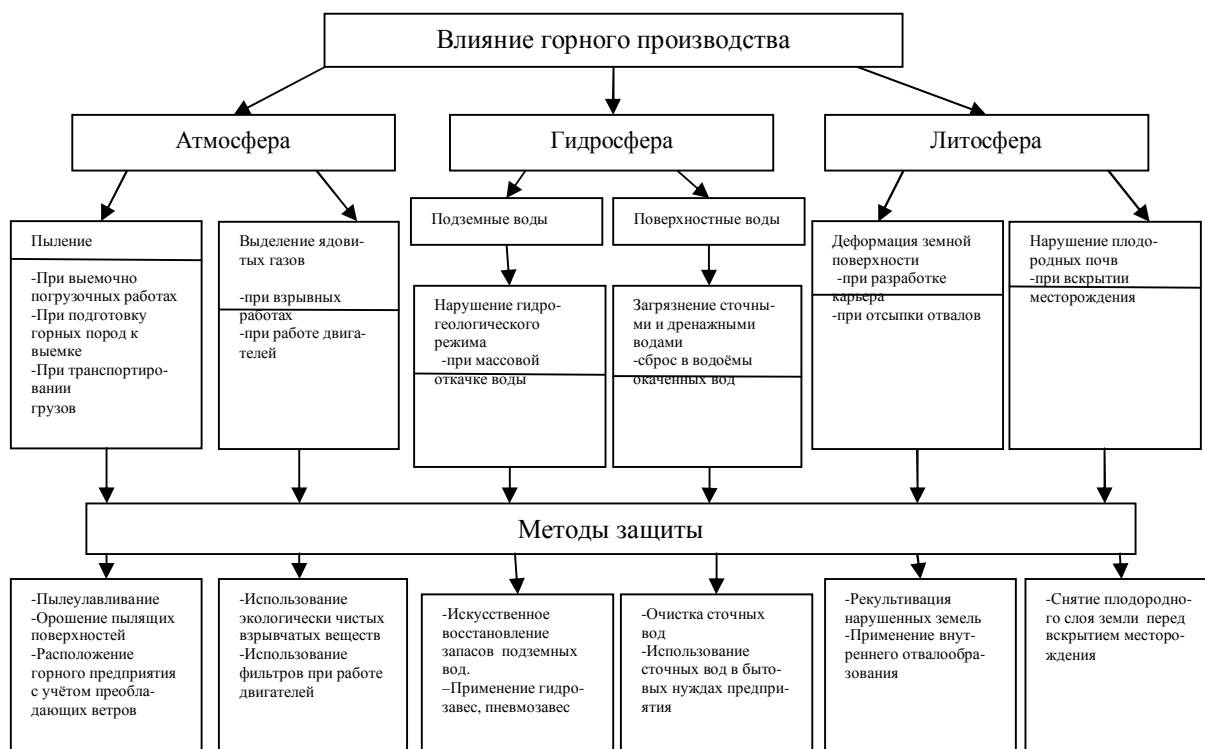 Влияние горного производства
Атмосфера
Гидросфера
Литосфера
Пыление
-При выемочно
погрузочных работах
-При подготовку
горных пород к
выемке
-При транспортиро-
вании
грузов
Выделение ядови-
тых газов
-при взрывных
работах
-при работе двига-
телей
Подземные воды
Нарушение гидро-
геологического
режима
-при массовой
откачке воды
Поверхностные воды
Загрязнение сточны-
ми и дренажными
водами
-сброс в водоёмы
окаченных вод
Деформация земной
поверхности
-при разработке
карьера
-при отсыпки отвалов
Нарушение плодо-
родных почв
-при вскрытии
месторождения
Методы защиты
-Пылеулавливание
-Орошение пылящих
поверхностей
-Расположение
горного предприятия
с учётом преобла-
дающих ветров
-Использование
экологически чистых
взрывчатых веществ
-Использование
фильтров при работе
двигателей
-Искусственное
восстановление
запасов подземных
вод.
–Применение гидро-
завес, пневмозавес
-Очистка сточных
вод
-Использование
сточных вод в быто-
вых нуждах предпри-
ятия
-Рекультивация
нарушенных земель
-Применение внут-
реннего отвалообра-
зования
-Снятие плодородно-
го слоя земли перед
вскрытием месторо-
ждения